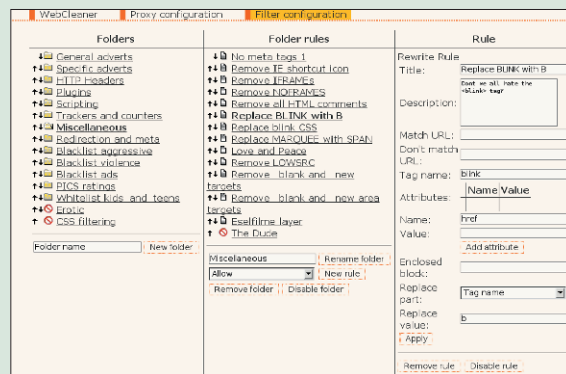 WebCleaner
Proxy configuration
Filter configuration
Folders
General adverts
Specific adverts
HTTP Headers
Plugins
Scripting
Trackers and counters
Miscellaneous
Redirection and meta
Blacklist aggressive
Blacklist violence
Blacklist ads
PICS ratings
Whitelist kids and teens
Erotic
CSS filtering
Folder name
New folder
Folder rules
No meta tags 1
Remove IE shortcut Icon
Remove IFRAMEs
Remove NOFRAMES
Remove all HTML comments
Replace BLINK with B
Replace blink CSS
Replace MARQUEE with SPAN
Love and Peace
Remove LOWSRC
Remove _blank and _new
targets
Remove _blank and _new area
targets
Eselfilme layer
The Dude
Miscellaneous
Rename folder
Allow
New rule
Remove folder
Disable folder
Rule
Rewrite Rule
Title: Replace BLINK with B
Description:
Dont we all hate the
<blink> tag?
Match URL:
Don't match
URL:
Tag name: blink
Attributes:
Name Value
Name: href
Value:
Add attribute
Enclosed
block:
Replace
part: Tag name
Replace
value: b
Apply
Remove rule
Disable rule